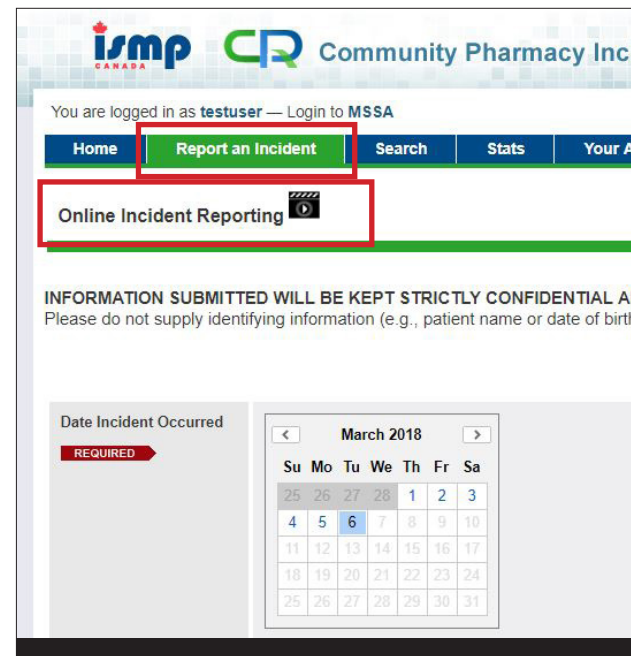 ismp CR Community Pharmacy Inc
CANADA
You are logged in as testuser — Login to MSSA
Home Report an Incident Search Stats Your A
Online Incident Reporting
INFORMATION SUBMITTED WILL BE KEPT STRICTLY CONFIDENTIAL A
Please do not supply identifying information (e.g., patient name or date of birt
Date Incident Occurred
REQUIRED
< March 2018 >
Su Mo Tu We Th Fr Sa
25 26 27 28 1 2 3
4 5 6 7 8 9 10
11 12 13 14 15 16 17
18 19 20 21 22 23 24
25 26 27 28 29 30 31